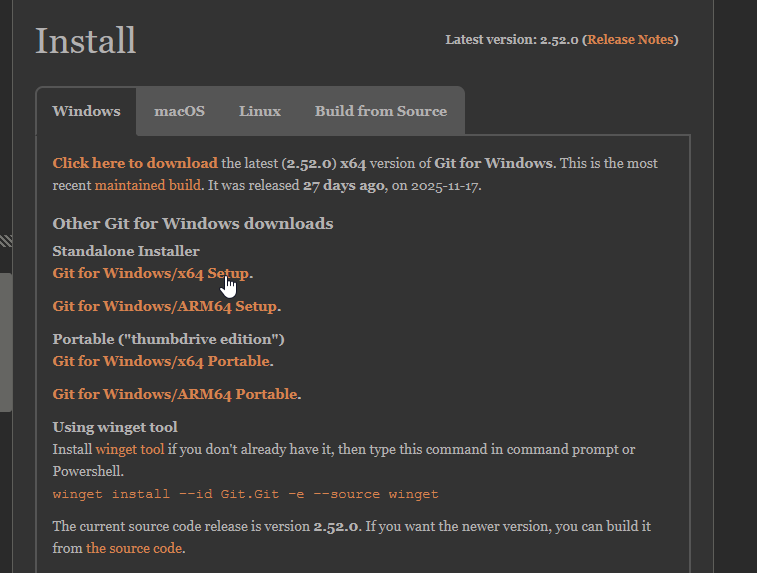 Install
Latest version: 2.52.0 (Release Notes)
Windows
macOS
Linux
Build from Source
Click here to download the latest (2.52.0) x64 version of Git for Windows. This is the most
recent maintained build. It was released 27 days ago, on 2025-11-17.
Other Git for Windows downloads
Standalone Installer
Git for Windows/x64 Setup.
Git for Windows/ARM64 Setup.
Portable ("thumbdrive edition")
Git for Windows/x64 Portable.
Git for Windows/ARM64 Portable.
Using winget tool
Install winget tool if you don't already have it, then type this command in command prompt or
Powershell.
winget install --id Git.Git -e --source winget
The current source code release is version 2.52.0. If you want the newer version, you can build it
from the source code.